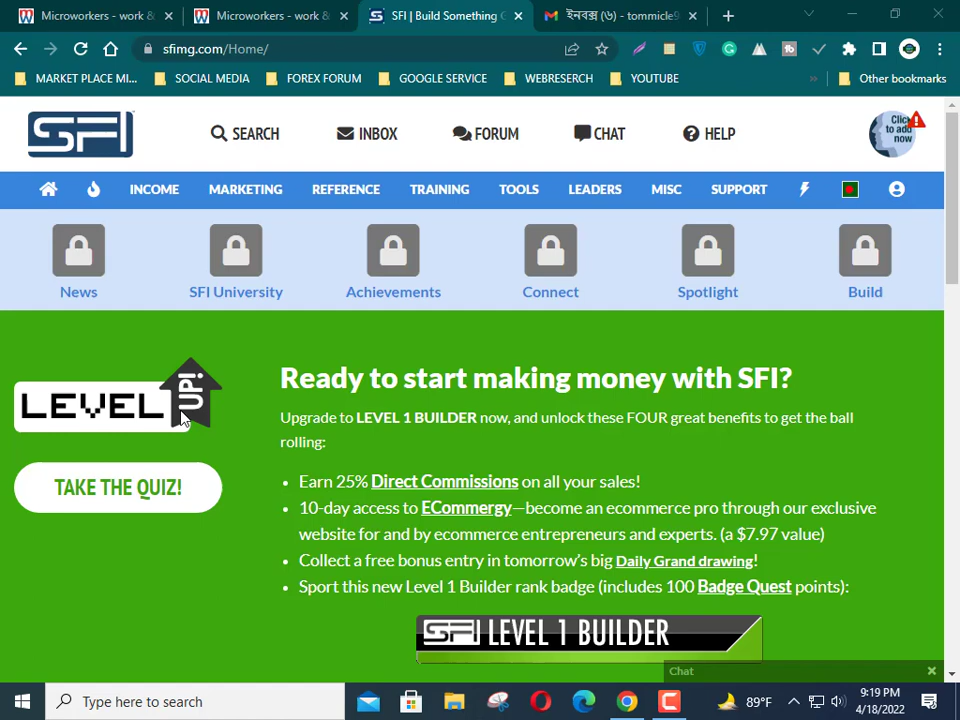 Microworkers - work &
Microworkers - work &
SFI | Build Something G
ইনবক্স (৬) - tommicle9
sfimg.com/Home/
MARKET PLACE MI...
SOCIAL MEDIA
FOREX FORUM
GOOGLE SERVICE
WEBRESERCH
YOUTUBE
»
Other bookmarks
SFI
SEARCH
INBOX
FORUM
CHAT
HELP
Click to add now
INCOME
MARKETING
REFERENCE
TRAINING
TOOLS
LEADERS
MISC
SUPPORT
News
SFI University
Achievements
Connect
Spotlight
Build
LEVEL UP!
TAKE THE QUIZ!
Ready to start making money with SFI?
Upgrade to LEVEL 1 BUILDER now, and unlock these FOUR great benefits to get the ball
rolling:
• Earn 25% Direct Commissions on all your sales!
• 10-day access to ECommergy—become an ecommerce pro through our exclusive
website for and by ecommerce entrepreneurs and experts. (a $7.97 value)
• Collect a free bonus entry in tomorrow's big Daily Grand drawing!
• Sport this new Level 1 Builder rank badge (includes 100 Badge Quest points):
SFI LEVEL 1 BUILDER
Chat
Type here to search
89°F
9:19 PM
4/18/2022